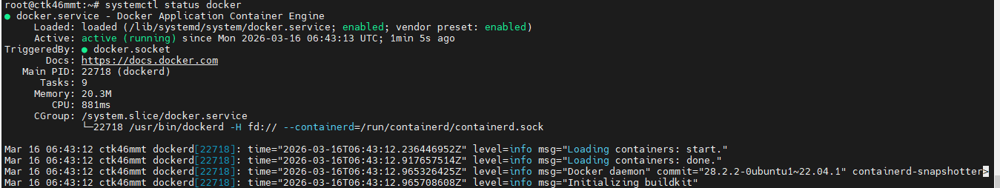 root@ctk46mmt:~# systemctl status docker
● docker.service - Docker Application Container Engine
     Loaded: loaded (/lib/systemd/system/docker.service; enabled; vendor preset: enabled)
     Active: active (running) since Mon 2026-03-16 06:43:13 UTC; 1min 5s ago
TriggeredBy: ● docker.socket
       Docs: https://docs.docker.com
   Main PID: 22718 (dockerd)
      Tasks: 9
     Memory: 20.3M
        CPU: 881ms
     CGroup: /system.slice/docker.service
             └─22718 /usr/bin/dockerd -H fd:// --containerd=/run/containerd/containerd.sock
Mar 16 06:43:12 ctk46mmt dockerd[22718]: time="2026-03-16T06:43:12.236446952Z" level=info msg="Loading containers: start."
Mar 16 06:43:12 ctk46mmt dockerd[22718]: time="2026-03-16T06:43:12.917657514Z" level=info msg="Loading containers: done."
Mar 16 06:43:12 ctk46mmt dockerd[22718]: time="2026-03-16T06:43:12.965326425Z" level=info msg="Docker daemon" commit="28.2.2-0ubuntu1~22.04.1" containerd-snapshotter>
Mar 16 06:43:12 ctk46mmt dockerd[22718]: time="2026-03-16T06:43:12.965708608Z" level=info msg="Initializing buildkit"